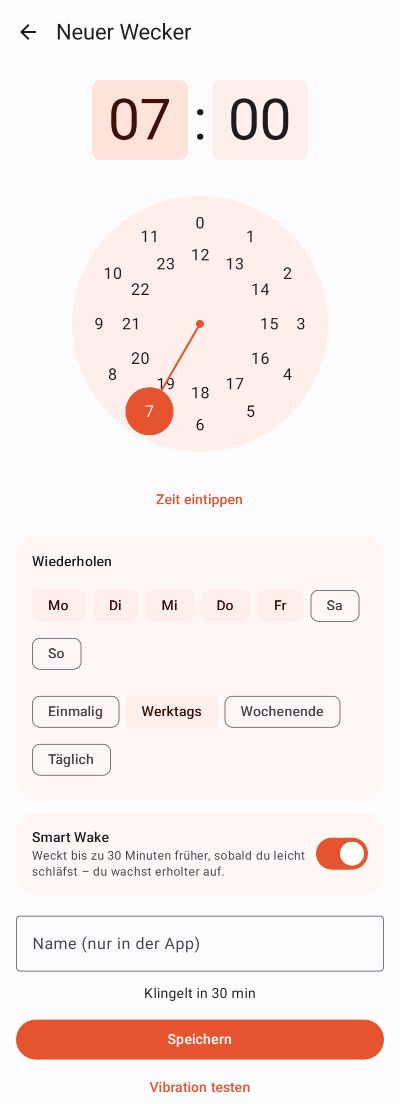 Neuer Wecker
07 : 00
0
11 1
12
23 13
10 2
22 14
9 21 15 3
20 16
8 4
19 17
18
7 5
6
Zeit eintippen
Wiederholen
Mo Di Mi Do Fr Sa
So
Einmalig Werktags Wochenende
Täglich
Smart Wake
Weckt bis zu 30 Minuten früher, sobald du leicht
schläfst – du wachst erholter auf.
Name (nur in der App)
Klingelt in 30 min
Speichern
Vibration testen